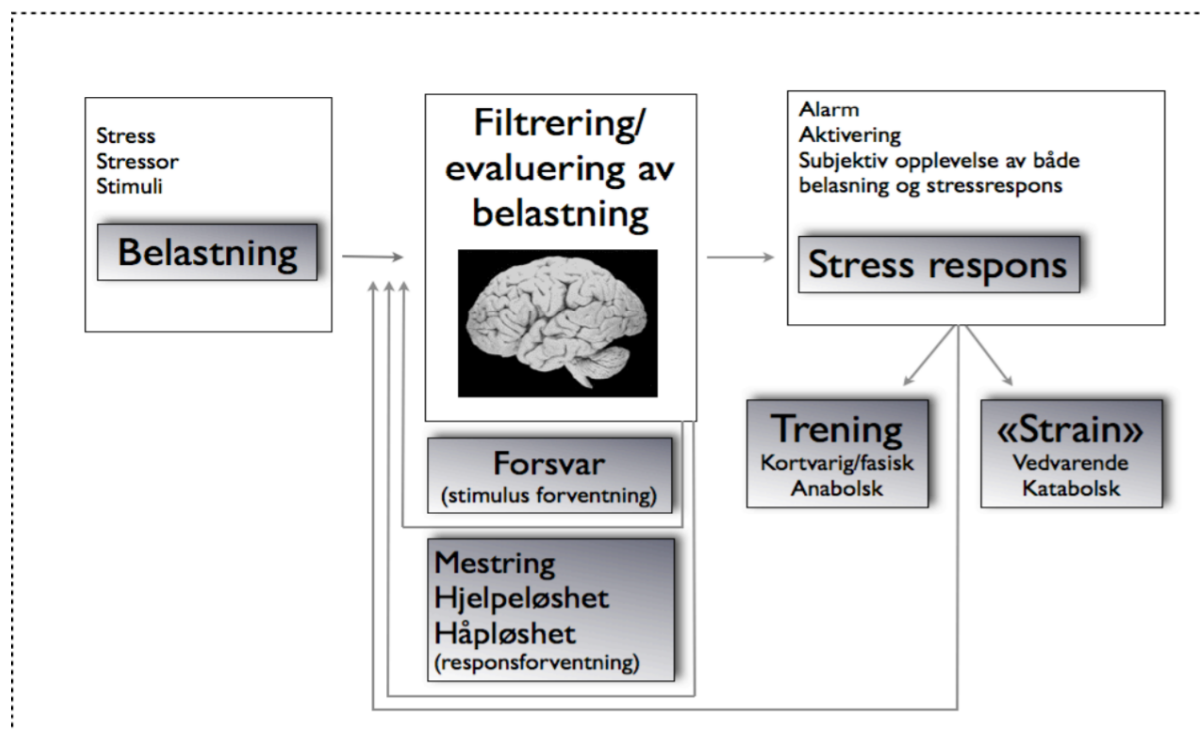 Stress
Stressor
Stimuli
Belastning
Filtrering/
evaluering av
belastning
Alarm
Aktivering
Subjektiv opplevelse av både
belasning og stressrespons
Stress respons
Forsvar
(stimulus forventning)
Mestring
Hjelpeløshet
Håpløshet
(responsforventning)
Trening
Kortvarig/fasisk
Anabolsk
«Strain»
Vedvarende
Katabolsk